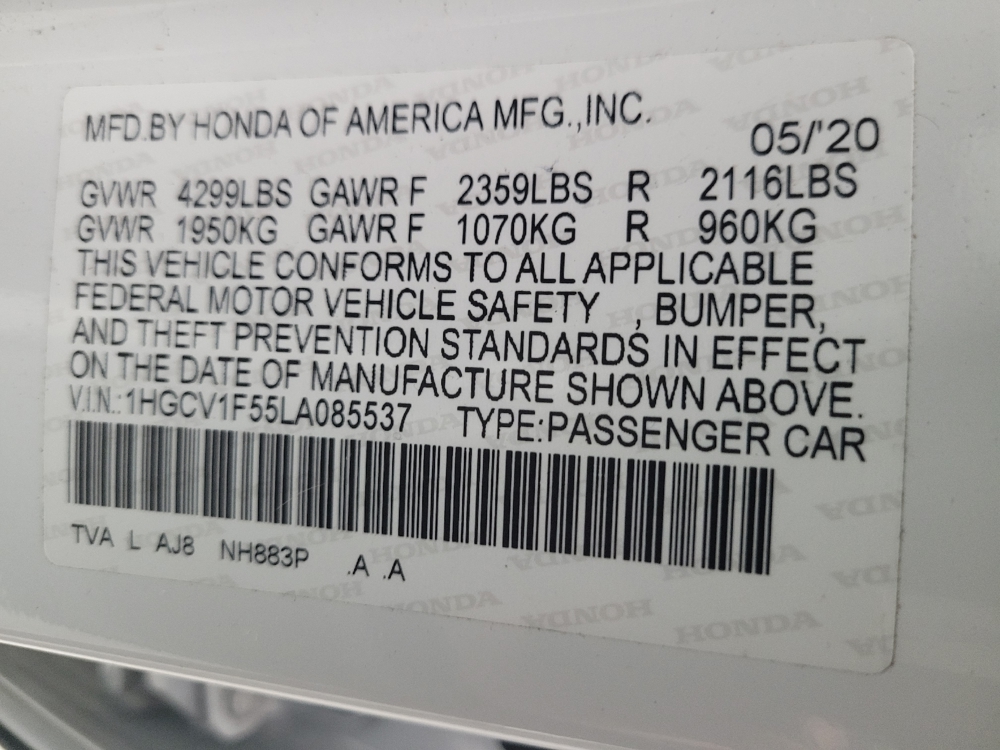 MFD.BY HONDA OF AMERICA MFG.,INC.
05/'20
GVWR 4299LBS GAWR F 2359LBS R 2116LBS
GVWR 1950KG GAWR F 1070KG R 960KG
THIS VEHICLE CONFORMS TO ALL APPLICABLE
FEDERAL MOTOR VEHICLE SAFETY , BUMPER,
AND THEFT PREVENTION STANDARDS IN EFFECT
ON THE DATE OF MANUFACTURE SHOWN ABOVE.
V.I.N.:1HGCV1F55LA085537 TYPE:PASSENGER CAR
TVA L AJ8 NH883P .A .A
HONDA
HONDA